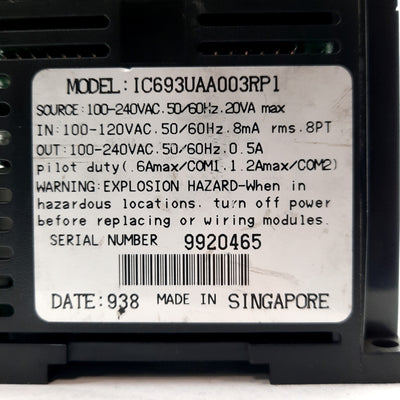 MODEL:IC693UAA003RP1
SOURCE:100-240VAC.50/60Hz.20VA max
IN:100-120VAC.50/60Hz.8mA rms.8PT
OUT:100-240VAC.50/60Hz.0.5A
pilot duty(.6Amax/COM1.1.2Amax/COM2)
WARNING:EXPLOSION HAZARD-When in
hazardous locations. turn off power
before replacing or wiring modules.
SERIAL NUMBER 9920465
DATE:938 MADE IN SINGAPORE